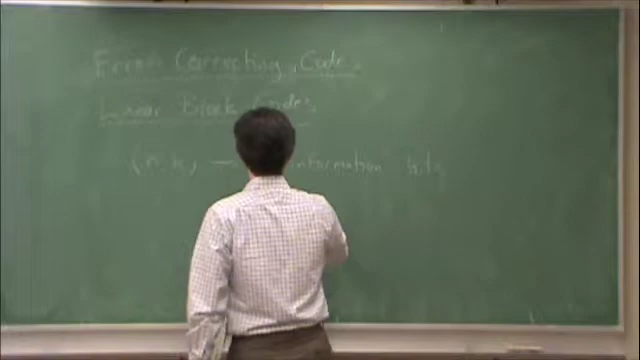 Error Correcting Code
Linear Block Codes
(n, k) — information bits